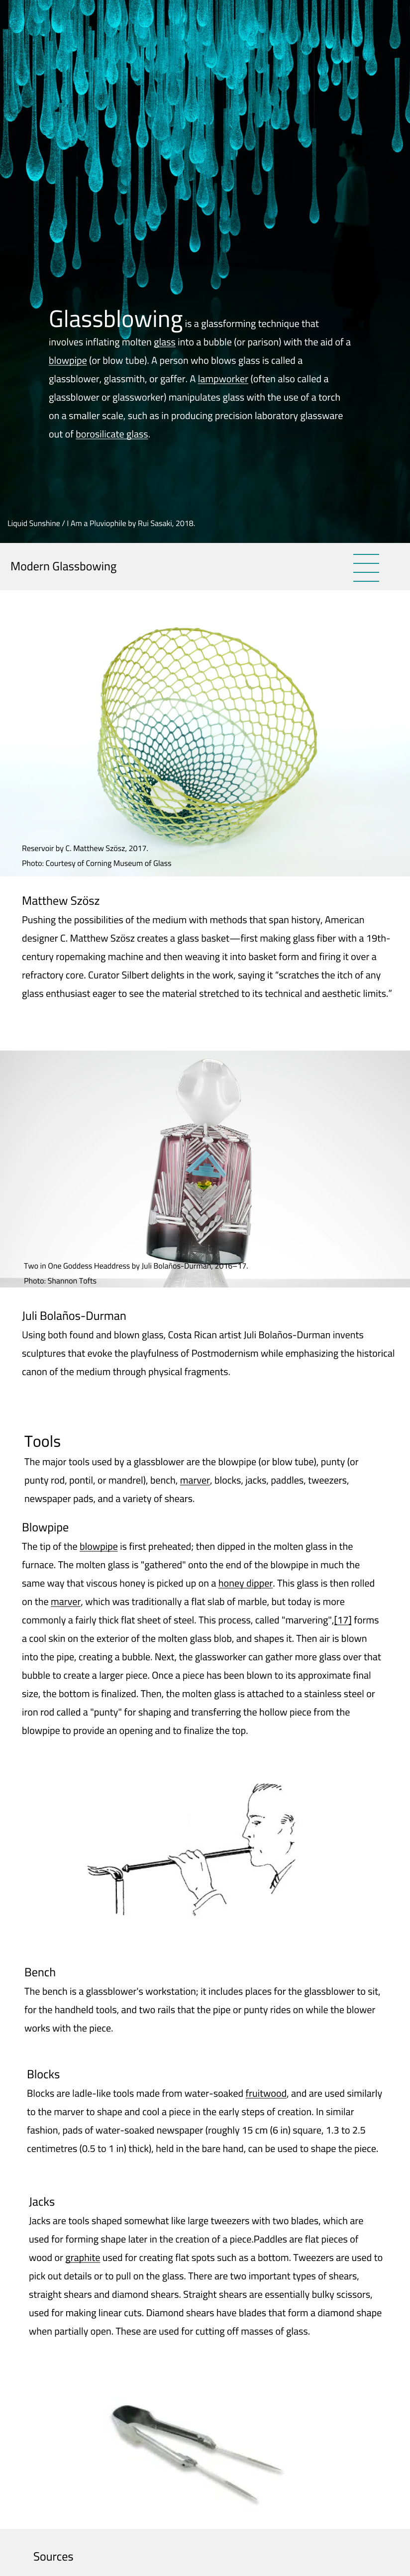 Glassblowing is a glassforming technique that
involves inflating molten glass into a bubble (or parison) with the aid of a
blowpipe (or blow tube). A person who blows glass is called a
glassblower, glassmith, or gaffer. A lampworker (often also called a
glassblower or glassworker) manipulates glass with the use of a torch
on a smaller scale, such as in producing precision laboratory glassware
out of borosilicate glass.
Liquid Sunshine / I Am a Pluviophile by Rui Sasaki, 2018.
Modern Glassbowing
Reservoir by C. Matthew Szösz, 2017.
Photo: Courtesy of Corning Museum of Glass
Matthew Szösz
Pushing the possibilities of the medium with methods that span history, American
designer C. Matthew Szösz creates a glass basket—first making glass fiber with a 19th-
century ropemaking machine and then weaving it into basket form and firing it over a
refractory core. Curator Silbert delights in the work, saying it “scratches the itch of any
glass enthusiast eager to see the material stretched to its technical and aesthetic limits.”
Two in One Goddess Headdress by Juli Bolaños-Durman, 2016–17.
Photo: Shannon Tofts
Juli Bolaños-Durman
Using both found and blown glass, Costa Rican artist Juli Bolaños-Durman invents
sculptures that evoke the playfulness of Postmodernism while emphasizing the historical
canon of the medium through physical fragments.
Tools
The major tools used by a glassblower are the blowpipe (or blow tube), punty (or
punty rod, pontil, or mandrel), bench, marver, blocks, jacks, paddles, tweezers,
newspaper pads, and a variety of shears.
Blowpipe
The tip of the blowpipe is first preheated; then dipped in the molten glass in the
furnace. The molten glass is "gathered" onto the end of the blowpipe in much the
same way that viscous honey is picked up on a honey dipper. This glass is then rolled
on the marver, which was traditionally a flat slab of marble, but today is more
commonly a fairly thick flat sheet of steel. This process, called "marvering",[17] forms
a cool skin on the exterior of the molten glass blob, and shapes it. Then air is blown
into the pipe, creating a bubble. Next, the glassworker can gather more glass over that
bubble to create a larger piece. Once a piece has been blown to its approximate final
size, the bottom is finalized. Then, the molten glass is attached to a stainless steel or
iron rod called a "punty" for shaping and transferring the hollow piece from the
blowpipe to provide an opening and to finalize the top.
Bench
The bench is a glassblower's workstation; it includes places for the glassblower to sit,
for the handheld tools, and two rails that the pipe or punty rides on while the blower
works with the piece.
Blocks
Blocks are ladle-like tools made from water-soaked fruitwood, and are used similarly
to the marver to shape and cool a piece in the early steps of creation. In similar
fashion, pads of water-soaked newspaper (roughly 15 cm (6 in) square, 1.3 to 2.5
centimetres (0.5 to 1 in) thick), held in the bare hand, can be used to shape the piece.
Jacks
Jacks are tools shaped somewhat like large tweezers with two blades, which are
used for forming shape later in the creation of a piece.Paddles are flat pieces of
wood or graphite used for creating flat spots such as a bottom. Tweezers are used to
pick out details or to pull on the glass. There are two important types of shears,
straight shears and diamond shears. Straight shears are essentially bulky scissors,
used for making linear cuts. Diamond shears have blades that form a diamond shape
when partially open. These are used for cutting off masses of glass.
Sources